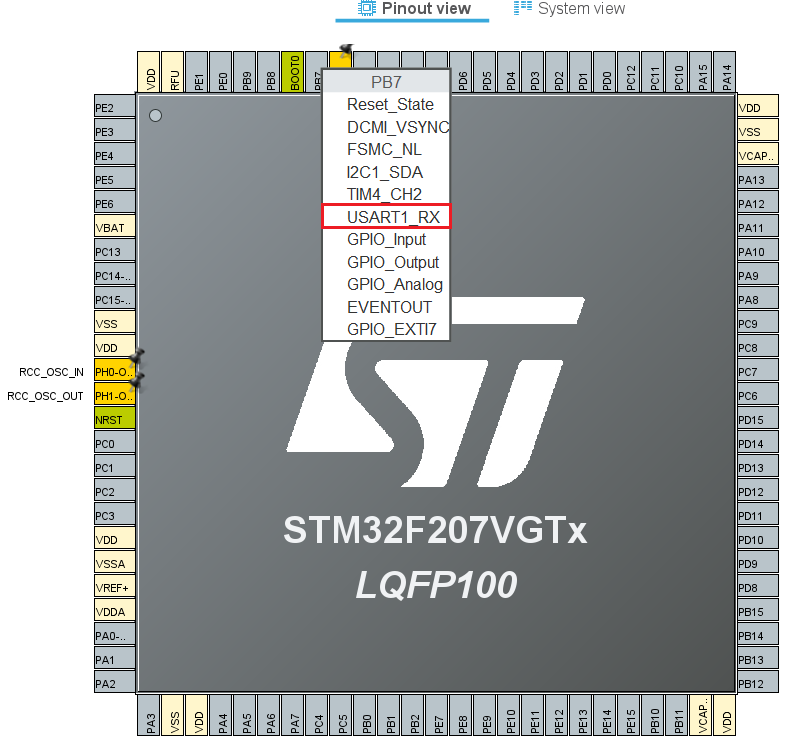 Pinout view
System view
VDD
RFU
PE1
PE0
PB9
PB8
BOOT0
PB7
PD6
PD5
PD4
PD3
PD2
PD1
PD0
PC12
PC11
PC10
PA15
PA14
PB7
Reset_State
DCMI_VSYNC
FSMC_NL
I2C1_SDA
TIM4_CH2
USART1_RX
GPIO_Input
GPIO_Output
GPIO_Analog
EVENTOUT
GPIO_EXTI7
PE2
PE3
PE4
PE5
PE6
VBAT
PC13
PC14-..
PC15-..
VSS
VDD
RCC_OSC_IN
PH0-O..
RCC_OSC_OUT
PH1-O..
NRST
PC0
PC1
PC2
PC3
VDD
VSSA
VREF+
VDDA
PA0-..
PA1
PA2
STM32F207VGTx
LQFP100
VDD
VSS
VCAP..
PA13
PA12
PA11
PA10
PA9
PA8
PC9
PC8
PC7
PC6
PD15
PD14
PD13
PD12
PD11
PD10
PD9
PD8
PB15
PB14
PB13
PB12
PA3
VSS
VDD
PA4
PA5
PA6
PA7
PC4
PC5
PB0
PB1
PB2
PE7
PE8
PE9
PE10
PE11
PE12
PE13
PE14
PE15
PB10
PB11
VCAP..
VDD